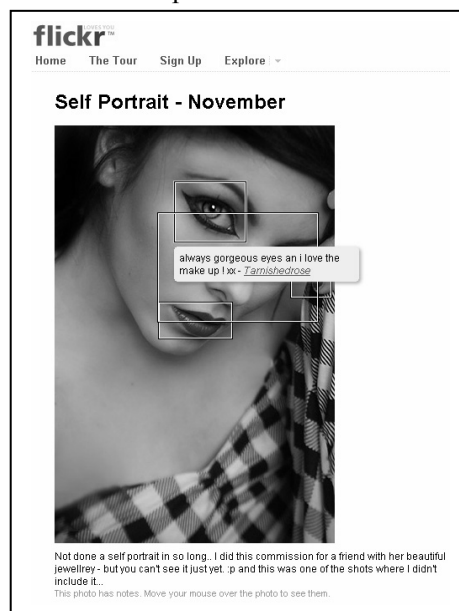 flickr LOVES YOU ™
Home The Tour Sign Up Explore
Self Portrait - November
always gorgeous eyes an i love the
make up ! xx - Tarnishedrose
Not done a self portrait in so long.. I did this commission for a friend with her beautiful
jewellrey - but you can't see it just yet. :p and this was one of the shots where I didn't
include it...
This photo has notes. Move your mouse over the photo to see them.